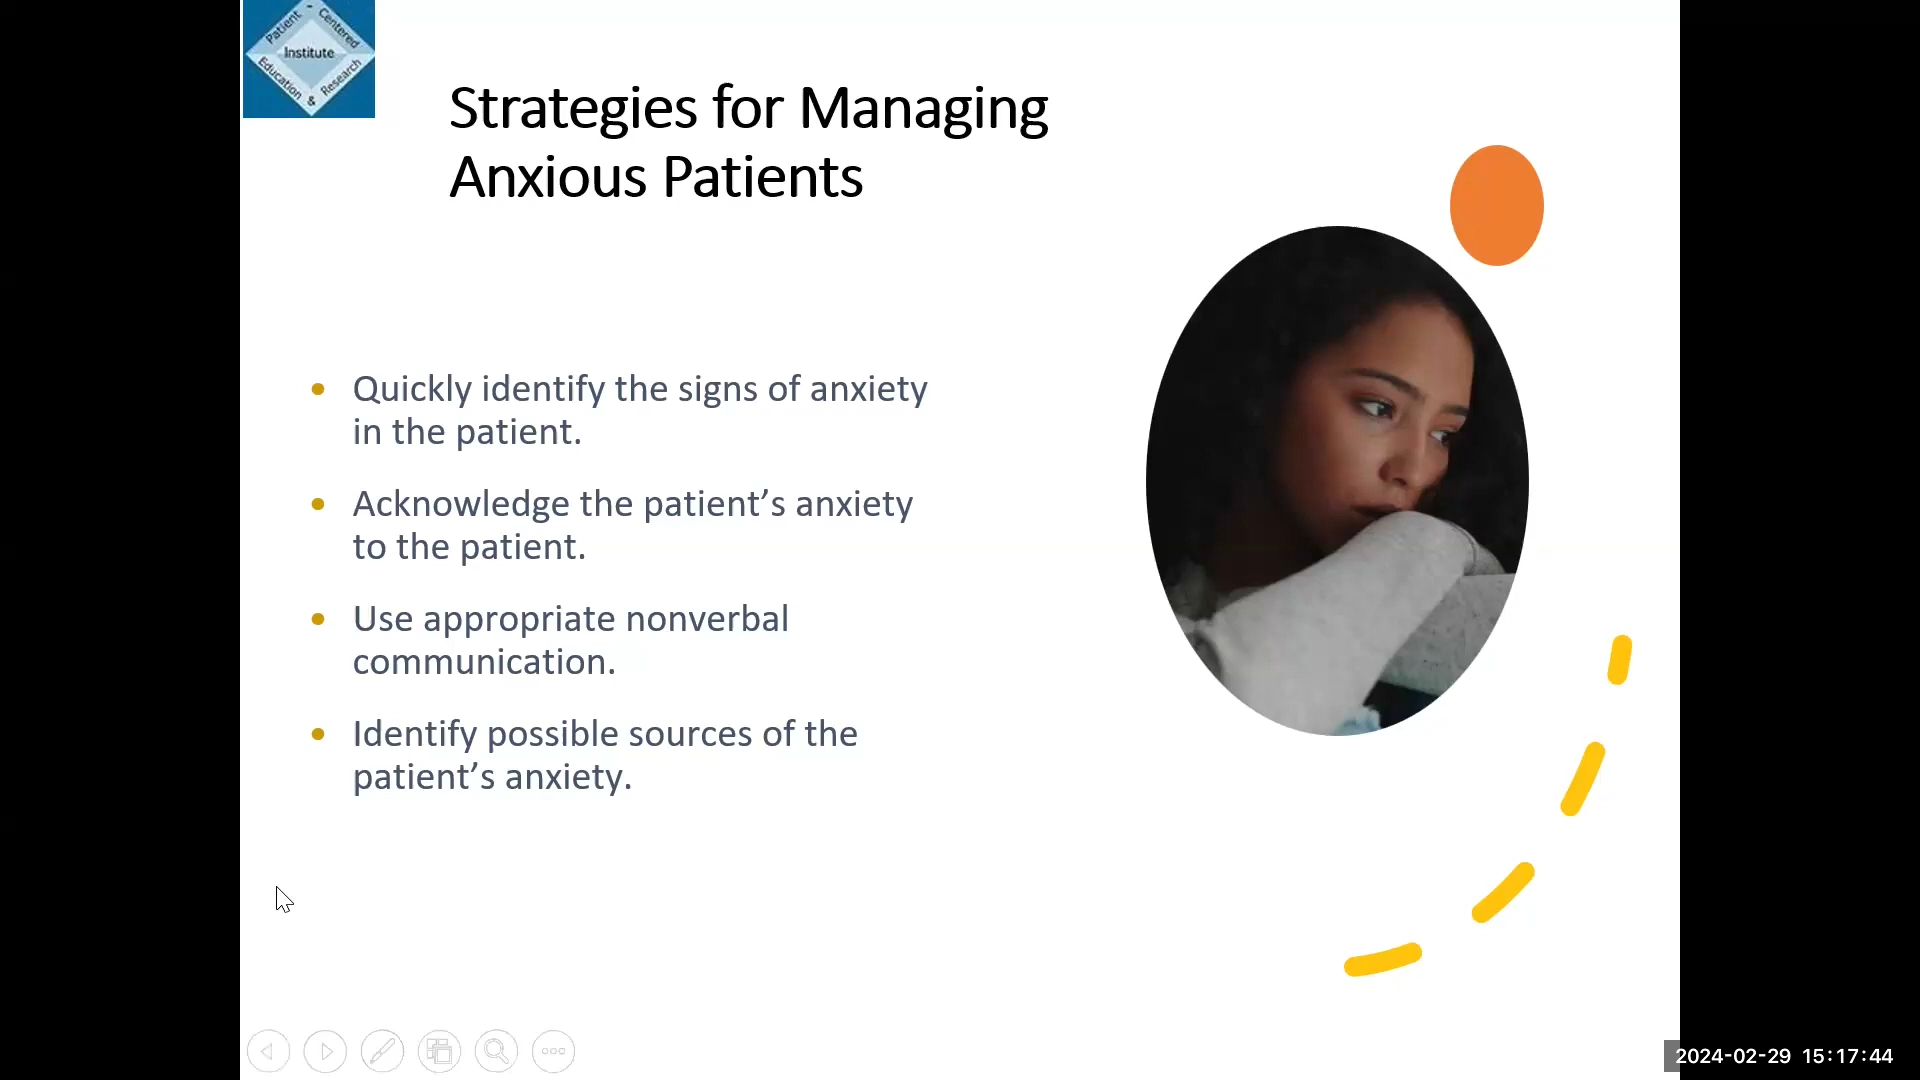 Patient - Centered
Institute
Education & Research
Strategies for Managing
Anxious Patients
• Quickly identify the signs of anxiety
in the patient.
• Acknowledge the patient’s anxiety
to the patient.
• Use appropriate nonverbal
communication.
• Identify possible sources of the
patient’s anxiety.
2024-02-29 15:17:44